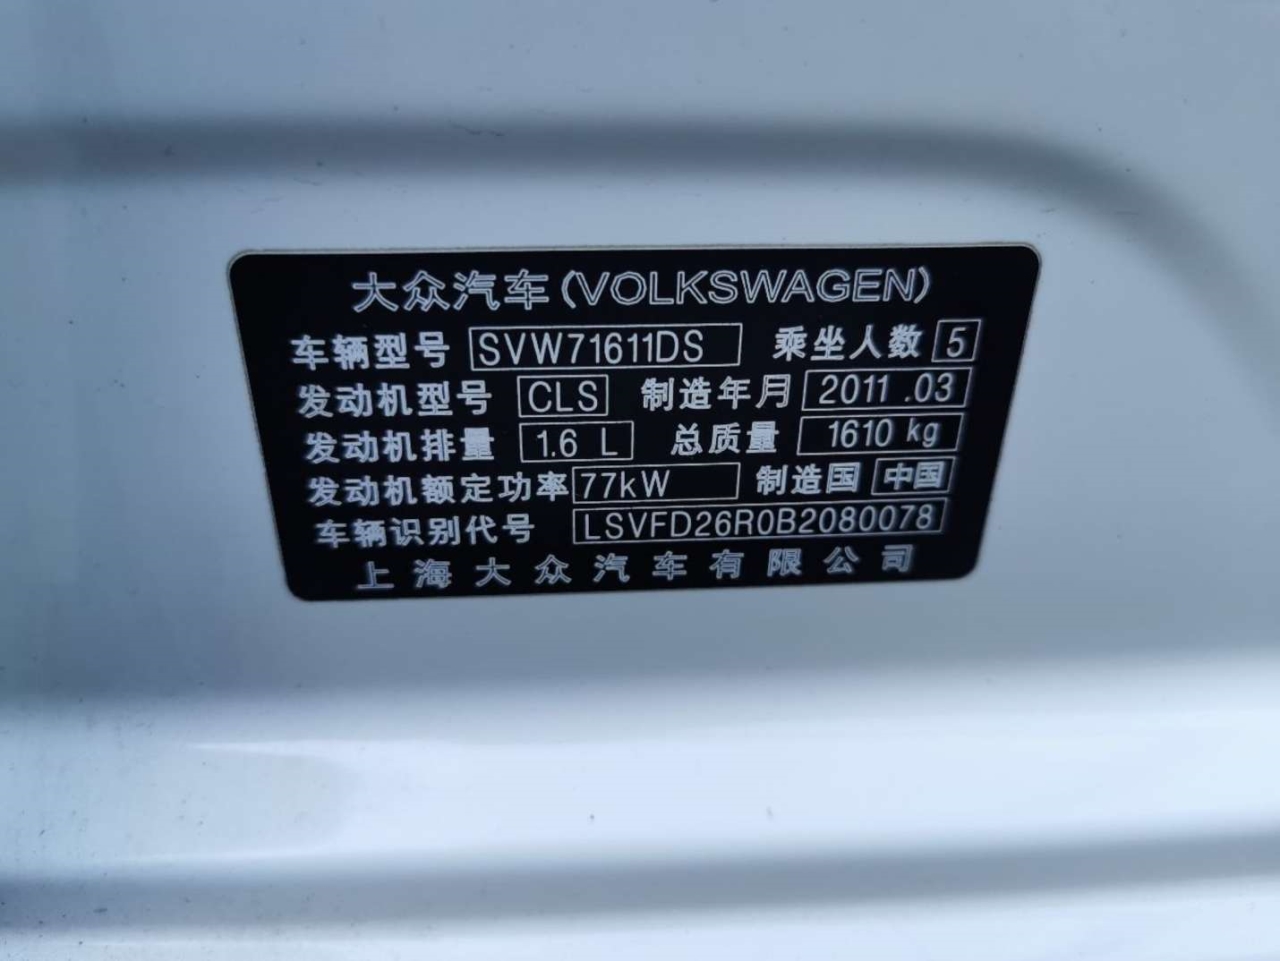 大众汽车(VOLKSWAGEN)
车辆型号 SVW71611DS 乘坐人数 5
发动机型号 CLS 制造年月 2011.03
发动机排量 1.6 L 总质量 1610 kg
发动机额定功率 77kW 制造国 中国
车辆识别代号 LSVFD26R0B2080078
上海大众汽车有限公司